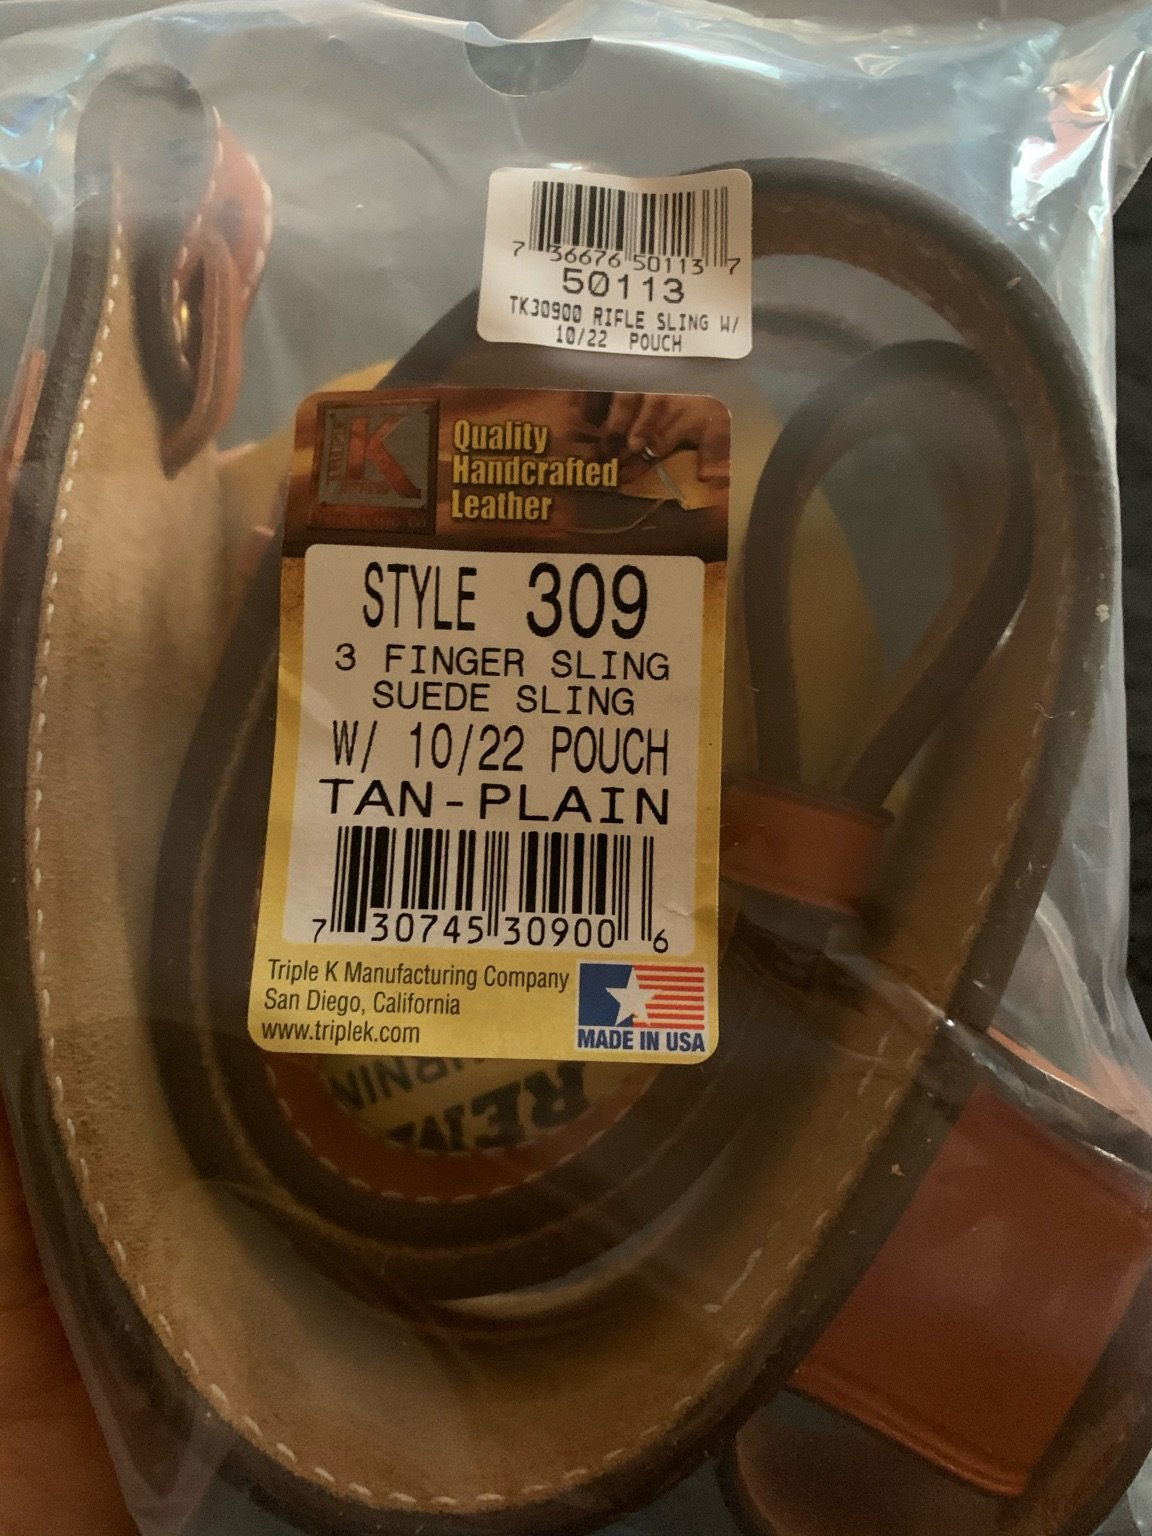 7 36676 50113 7
50113
TK30900 RIFLE SLING W/
10/22 POUCH
K
Quality
Handcrafted
Leather
STYLE 309
3 FINGER SLING
SUEDE SLING
W/ 10/22 POUCH
TAN-PLAIN
7 30745 30900 6
Triple K Manufacturing Company
San Diego, California
www.triplek.com
MADE IN USA